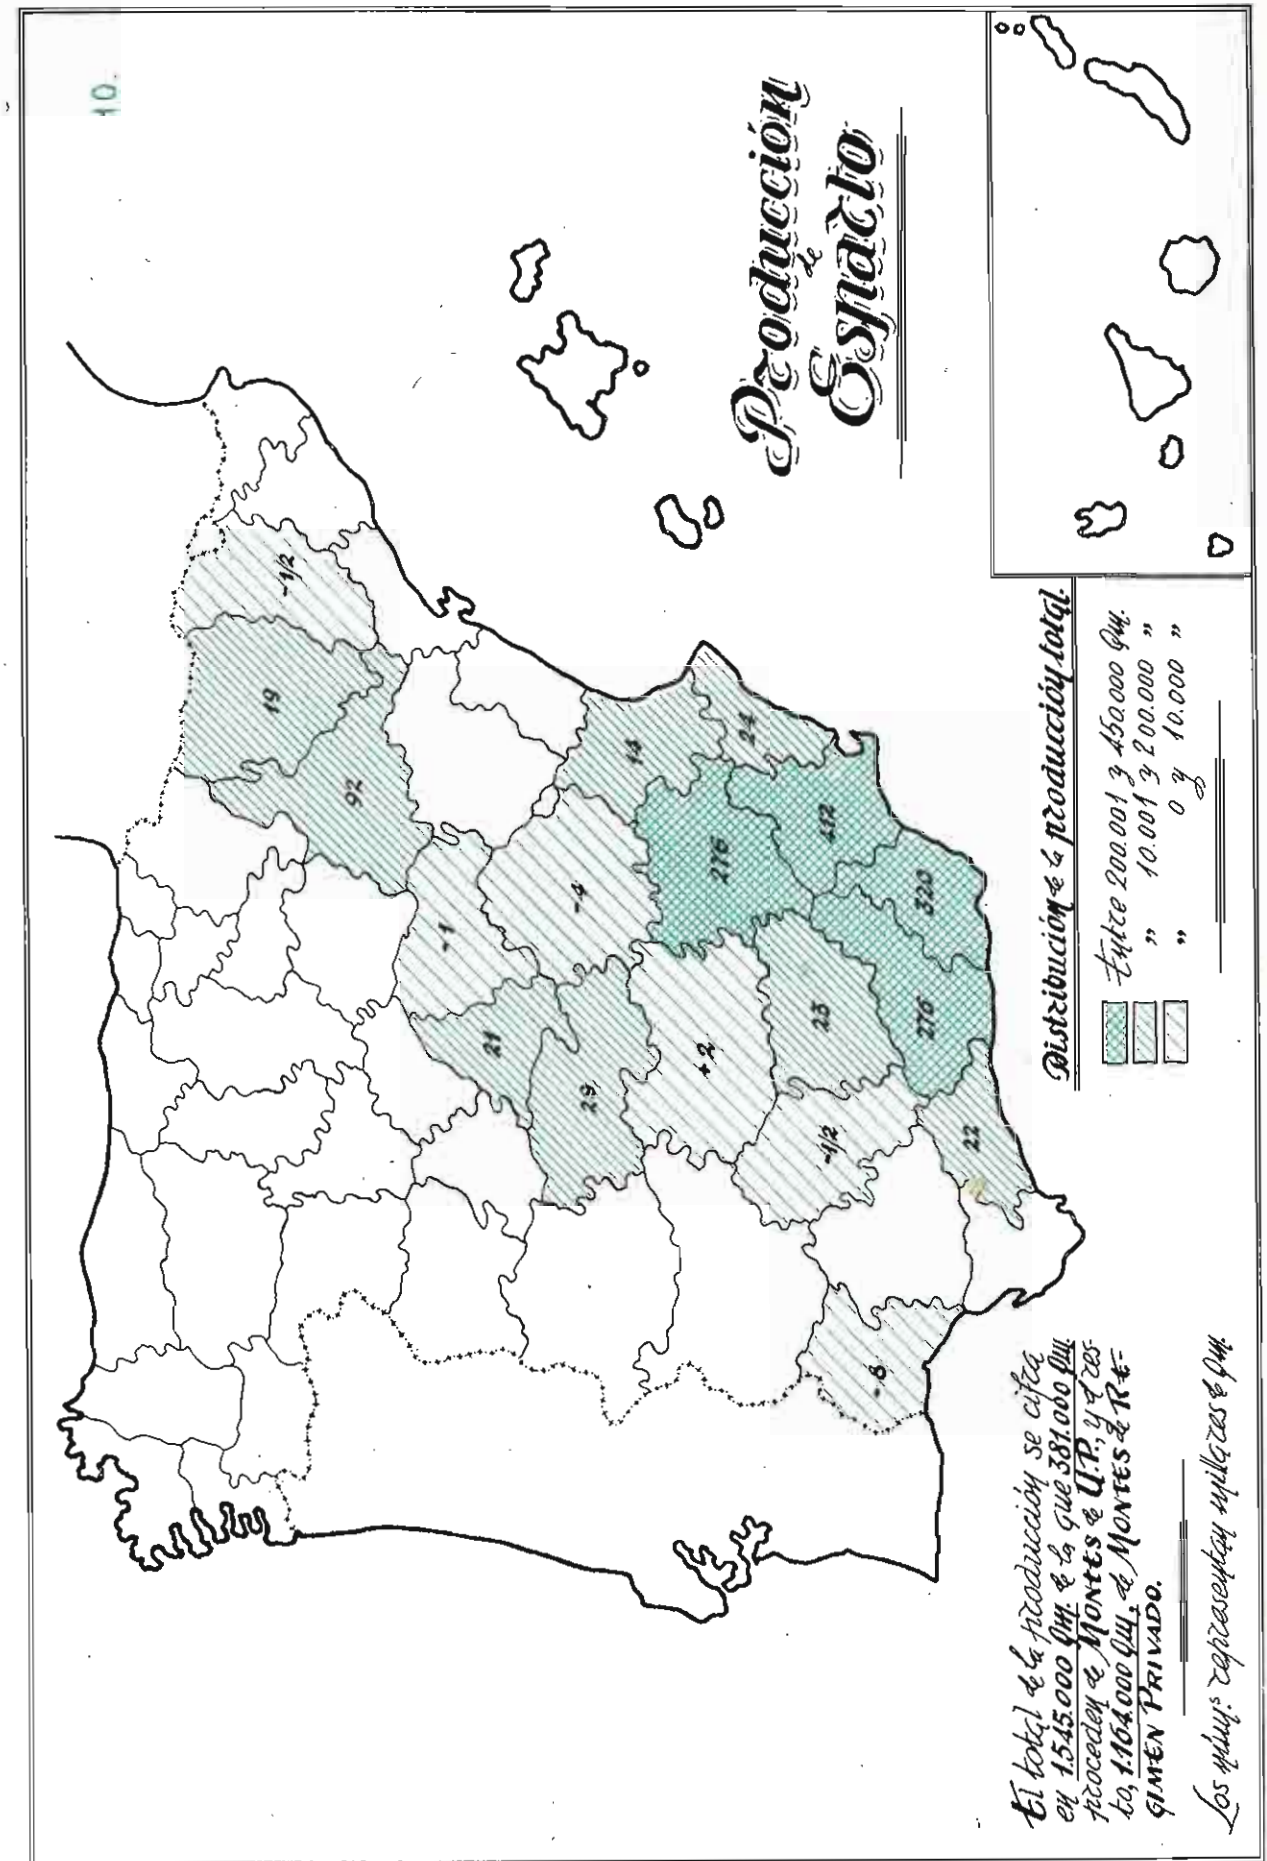 10.
Producción
de
Esparto
-1/2
19
92
-1
-4
14
24
276
412
320
276
21
29
+2
25
-1/2
22
-8
Distribución de la producción total.
Entre 200.001 y 450.000 Qm.
" 10.001 y 200.000 "
" 0 y 10.000 "
El total de la producción se cifra
en 1.545.000 Qm. de la que 381.000 Qm.
proceden de MONTES de U.P., y el res-
to, 1.164.000 Qm., de MONTES de RÉ-
GIMEN PRIVADO.
Los núms. representan millares de Qm.